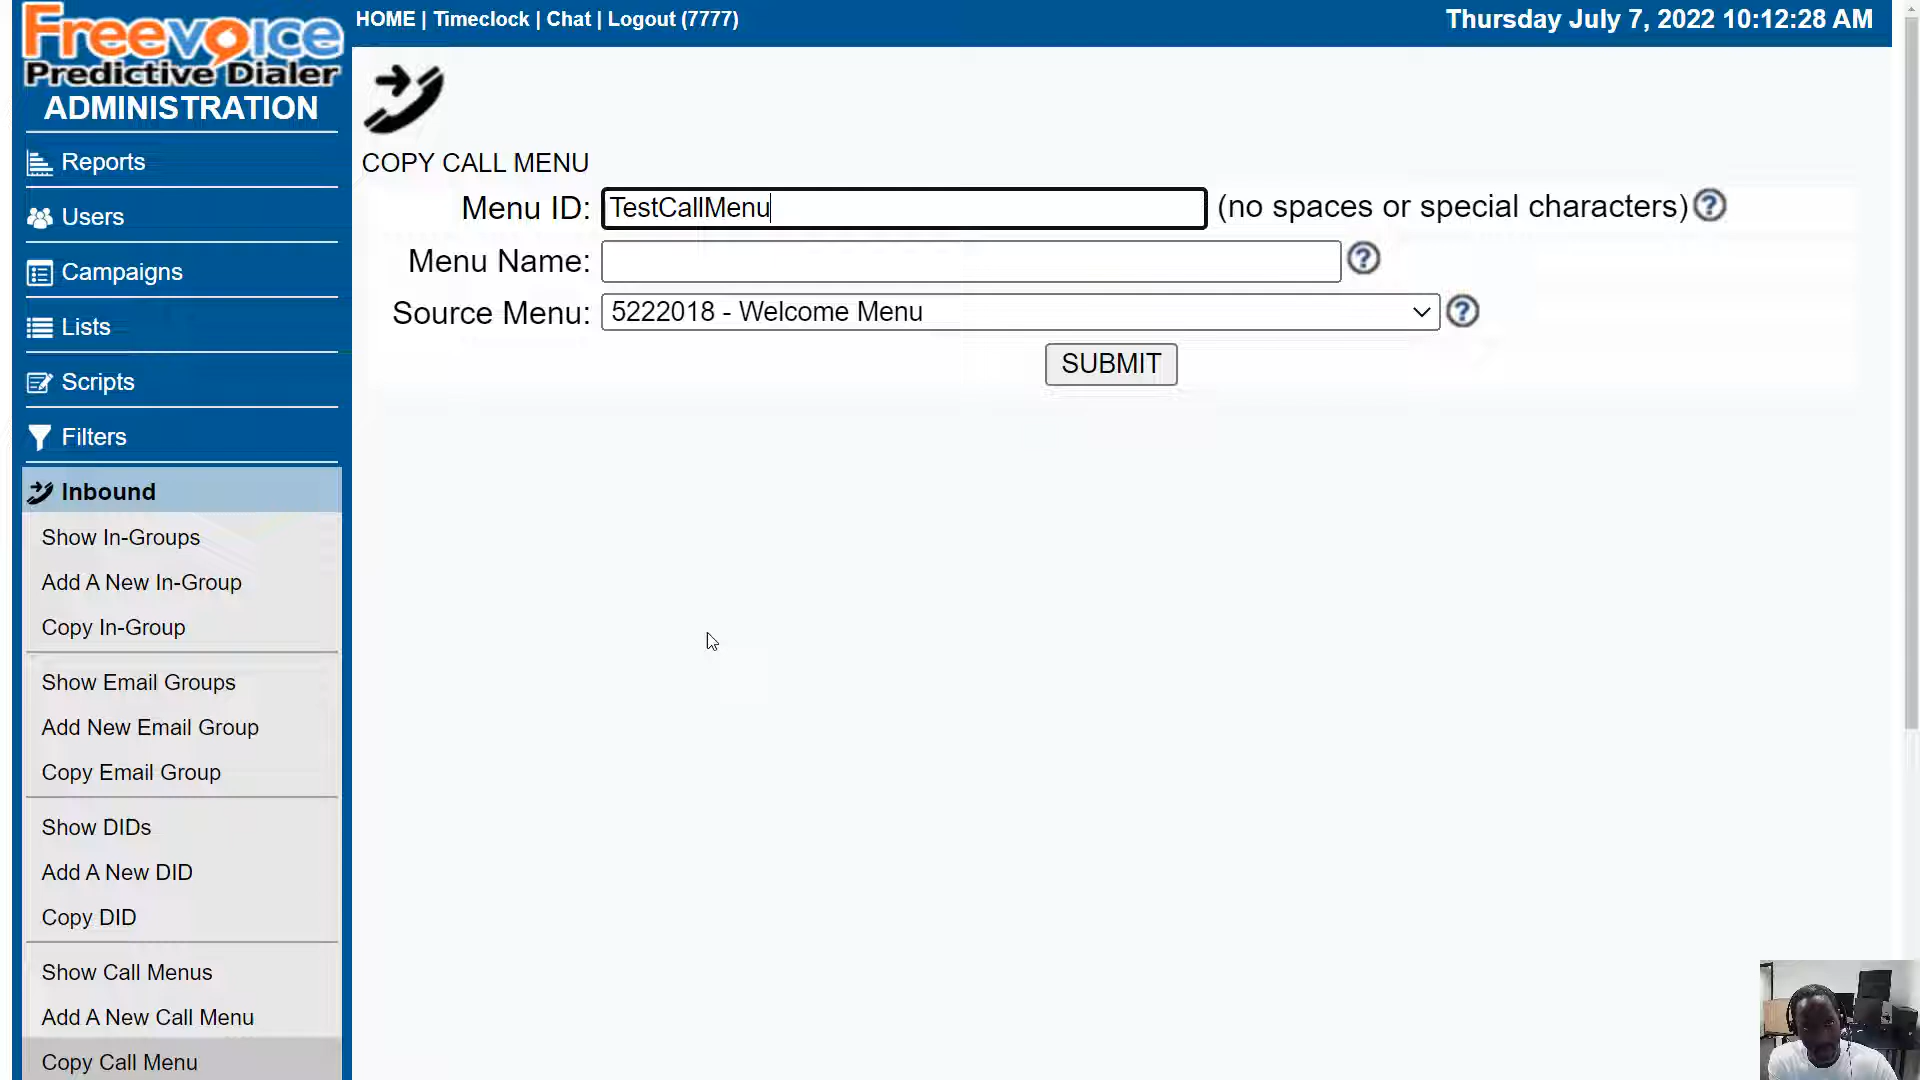 Freevoice
Predictive Dialer
ADMINISTRATION
HOME | Timeclock | Chat | Logout (7777)
Thursday July 7, 2022 10:12:28 AM
Reports
Users
Campaigns
Lists
Scripts
Filters
Inbound
Show In-Groups
Add A New In-Group
Copy In-Group
Show Email Groups
Add New Email Group
Copy Email Group
Show DIDs
Add A New DID
Copy DID
Show Call Menus
Add A New Call Menu
Copy Call Menu
COPY CALL MENU
Menu ID: TestCallMenu (no spaces or special characters) ?
Menu Name: ?
Source Menu: 5222018 - Welcome Menu ?
SUBMIT